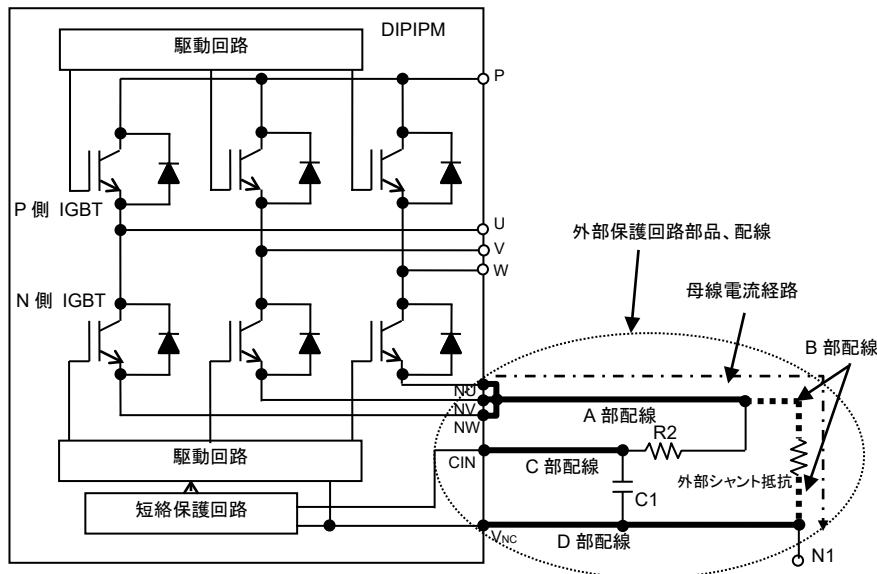 DIPIPM
駆動回路
P
P 側 IGBT
U
V
W
外部保護回路部品、配線
母線電流経路
N 側 IGBT
B 部配線
NU
NV
NW
A 部配線
R2
駆動回路
CIN
C 部配線
外部シャント抵抗
C1
短絡保護回路
VNC
D 部配線
N1